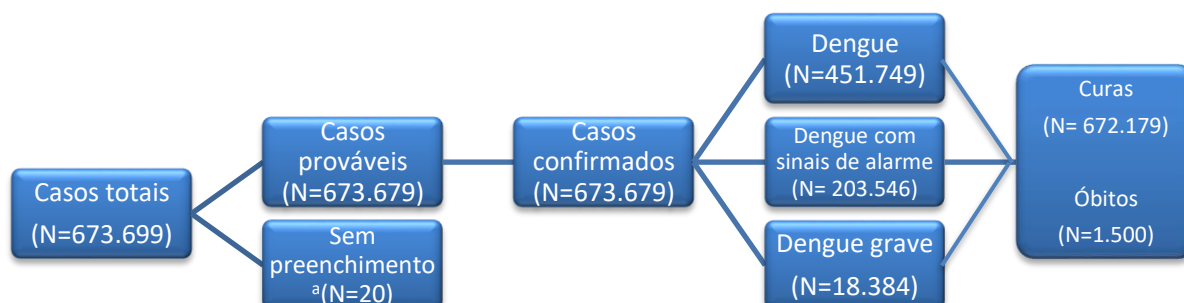 Casos totais
(N=673.699)
Casos
prováveis
(N=673.679)
Sem
preenchimento
ᵃ(N=20)
Casos
confirmados
(N=673.679)
Dengue
(N=451.749)
Dengue com
sinais de alarme
(N= 203.546)
Dengue grave
(N=18.384)
Curas
(N= 672.179)
Óbitos
(N=1.500)